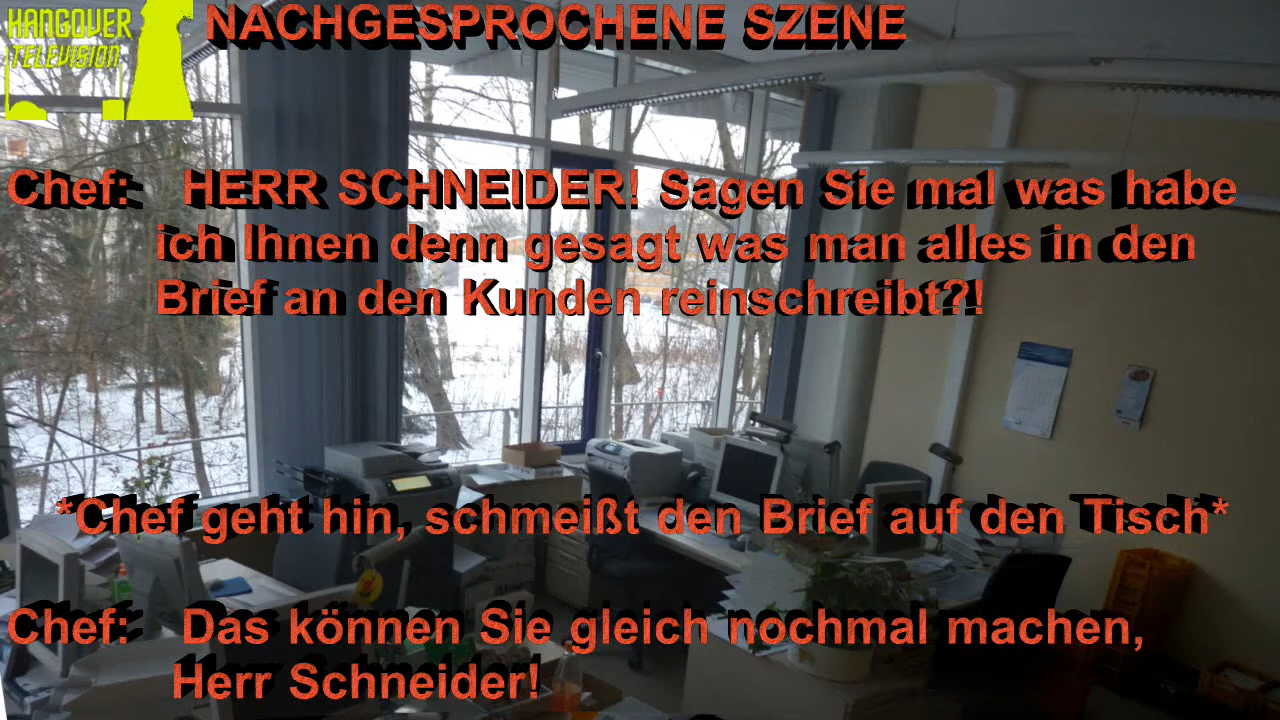 HANGOVER
TELEVISION
NACHGESPROCHENE SZENE
Chef: HERR SCHNEIDER! Sagen Sie mal was habe
ich Ihnen denn gesagt was man alles in den
Brief an den Kunden reinschreibt?!
*Chef geht hin, schmeißt den Brief auf den Tisch*
Chef: Das können Sie gleich nochmal machen,
Herr Schneider!